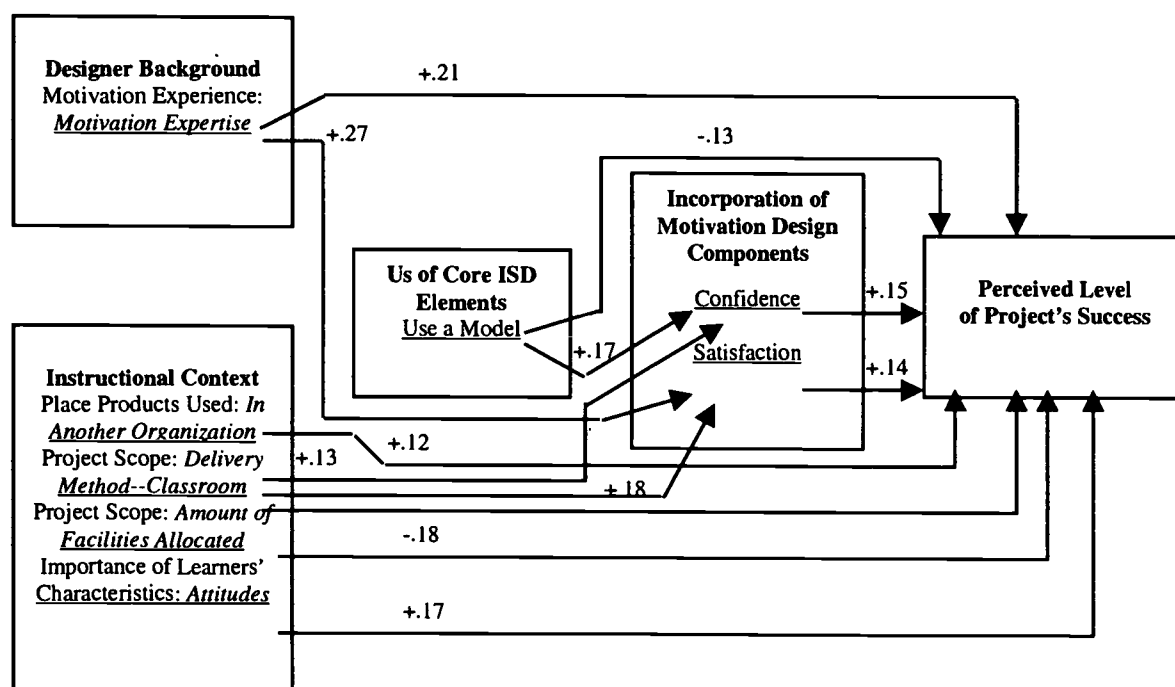 Designer Background
Motivation Experience:
Motivation Expertise
+.21
+.27
-.13
Us of Core ISD
Elements
Use a Model
+.17
Incorporation of
Motivation Design
Components
Confidence
Satisfaction
+.15
+.14
Perceived Level
of Project's Success
Instructional Context
Place Products Used: In
Another Organization
Project Scope: Delivery
Method--Classroom
Project Scope: Amount of
Facilities Allocated
Importance of Learners'
Characteristics: Attitudes
+.12
+.13
+.18
-.18
+.17